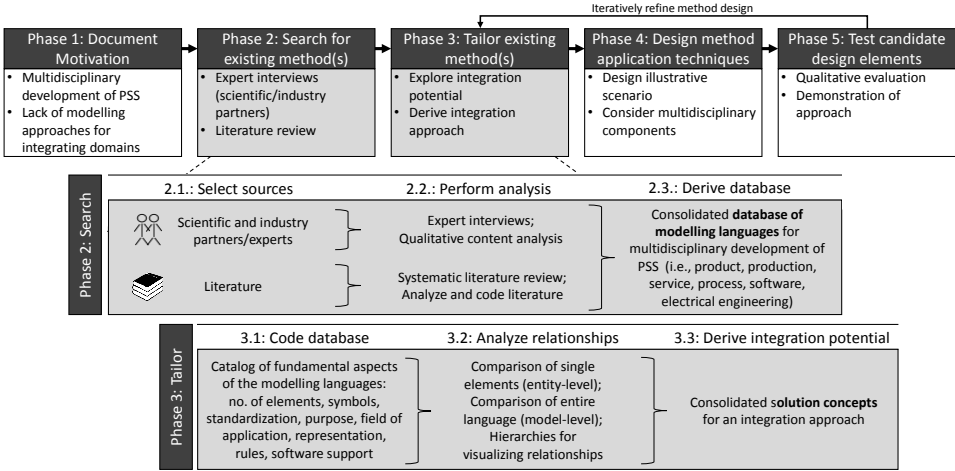 Iteratively refine method design
Phase 1: Document
Motivation
• Multidisciplinary
development of PSS
• Lack of modelling
approaches for
integrating domains
Phase 2: Search for
existing method(s)
• Expert interviews
(scientific/industry
partners)
• Literature review
Phase 3: Tailor existing
method(s)
• Explore integration
potential
• Derive integration
approach
Phase 4: Design method
application techniques
• Design illustrative
scenario
• Consider multidisciplinary
components
Phase 5: Test candidate
design elements
• Qualitative evaluation
• Demonstration of
approach
Phase 2: Search
2.1.: Select sources
2.2.: Perform analysis
2.3.: Derive database
Scientific and industry
partners/experts
Expert interviews;
Qualitative content analysis
Literature
Systematic literature review;
Analyze and code literature
Consolidated database of
modelling languages for
multidisciplinary development of
PSS (i.e., product, production,
service, process, software,
electrical engineering)
Phase 3: Tailor
3.1: Code database
3.2: Analyze relationships
3.3: Derive integration potential
Catalog of fundamental aspects
of the modelling languages:
no. of elements, symbols,
standardization, purpose, field of
application, representation,
rules, software support
Comparison of single
elements (entity-level);
Comparison of entire
language (model-level);
Hierarchies for
visualizing relationships
Consolidated solution concepts
for an integration approach